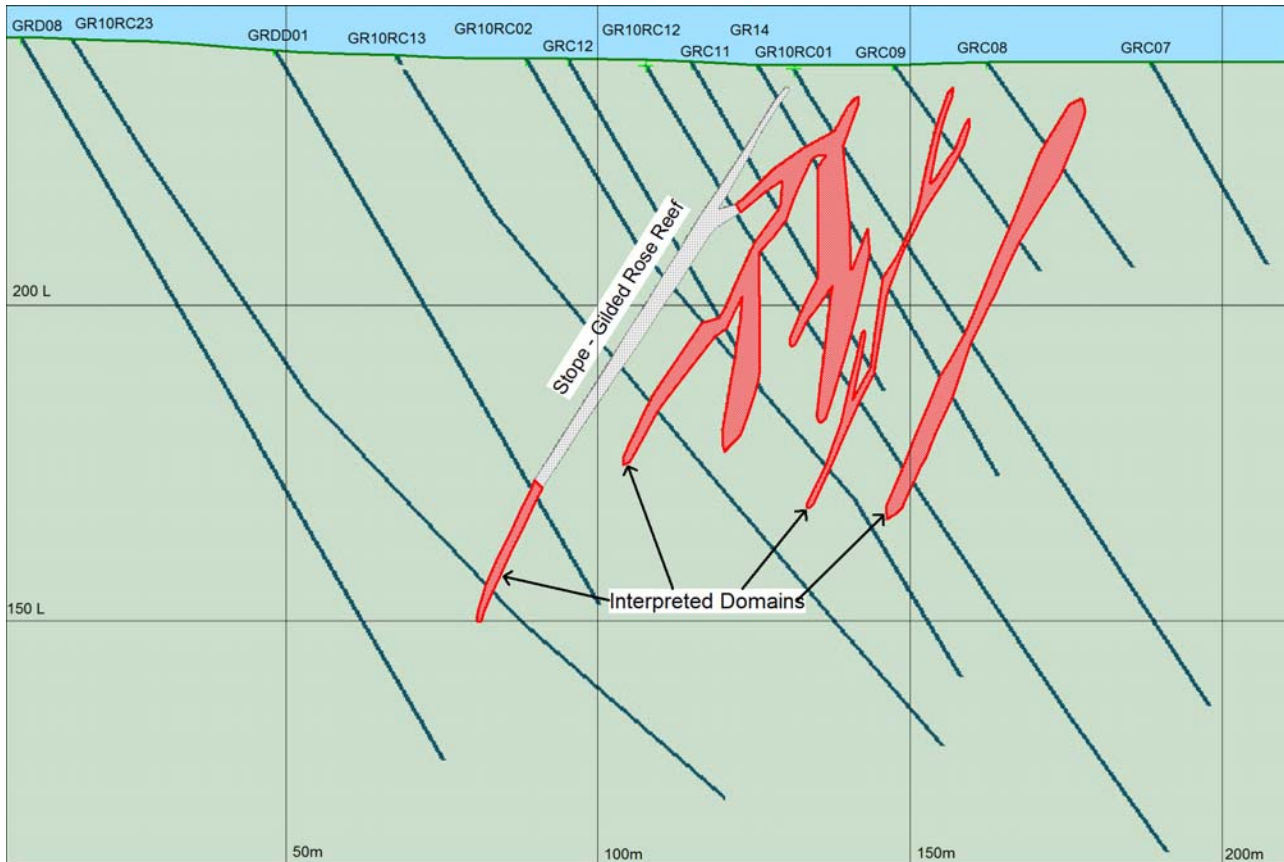 GRD08
GR10RC23
GRDD01
GR10RC13
GR10RC02
GRC12
GR10RC12
GRC11
GR14
GR10RC01
GRC09
GRC08
GRC07
Stope - Gilded Rose Reef
200 L
Interpreted Domains
150 L
50m
100m
150m
200m